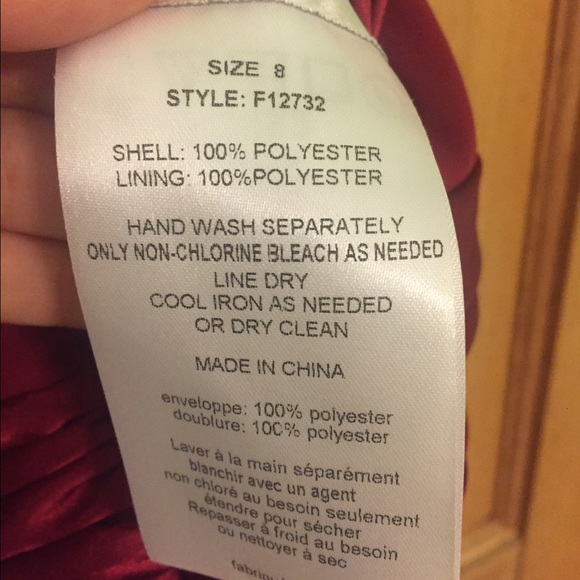 SIZE 8
STYLE: F12732
SHELL: 100% POLYESTER
LINING: 100%POLYESTER
HAND WASH SEPARATELY
ONLY NON-CHLORINE BLEACH AS NEEDED
LINE DRY
COOL IRON AS NEEDED
OR DRY CLEAN
MADE IN CHINA
enveloppe: 100% polyester
doublure: 100% polyester
Laver à la main séparément
blanchir avec un agent
non chloré au besoin seulement
étendre pour sécher
Repasser à froid au besoin
ou nettoyer à sec